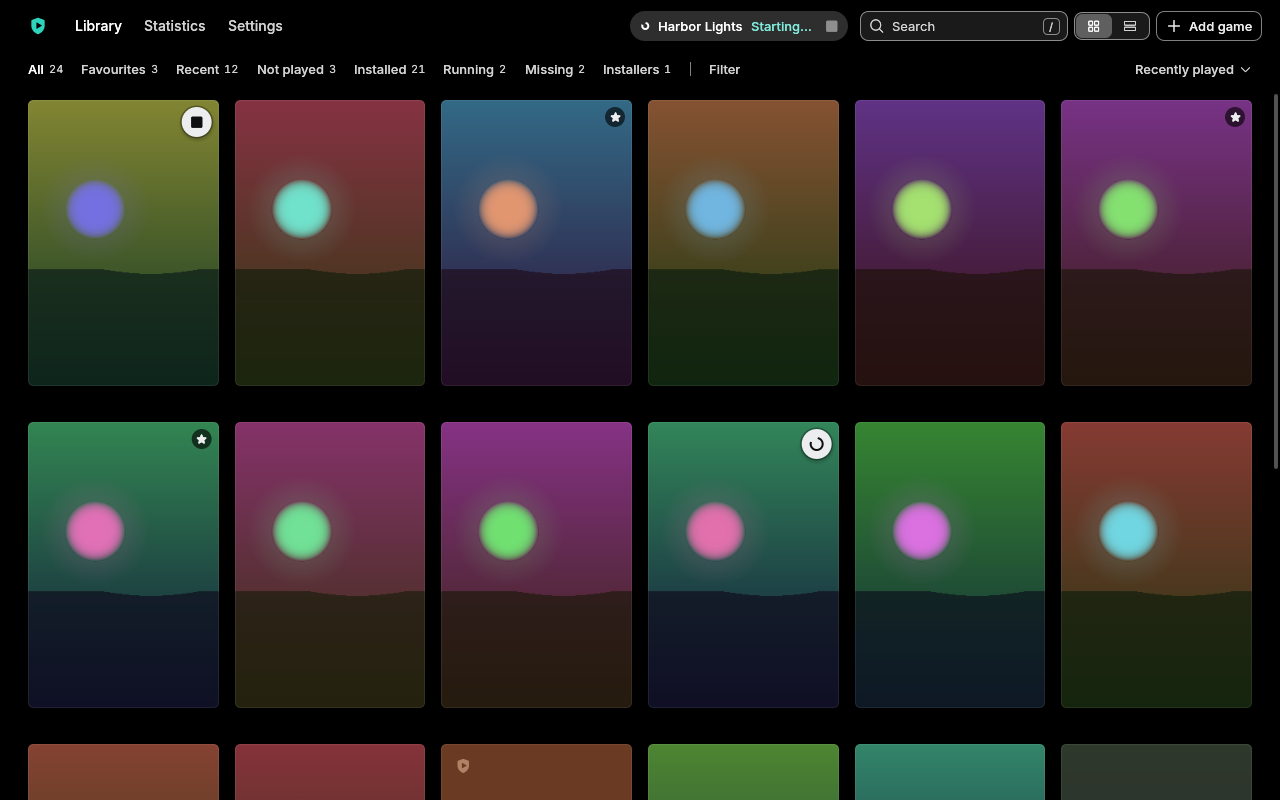 Library Statistics Settings Harbor Lights Starting... Search / Add game
All 24 Favourites 3 Recent 12 Not played 3 Installed 21 Running 2 Missing 2 Installers 1 Filter Recently played